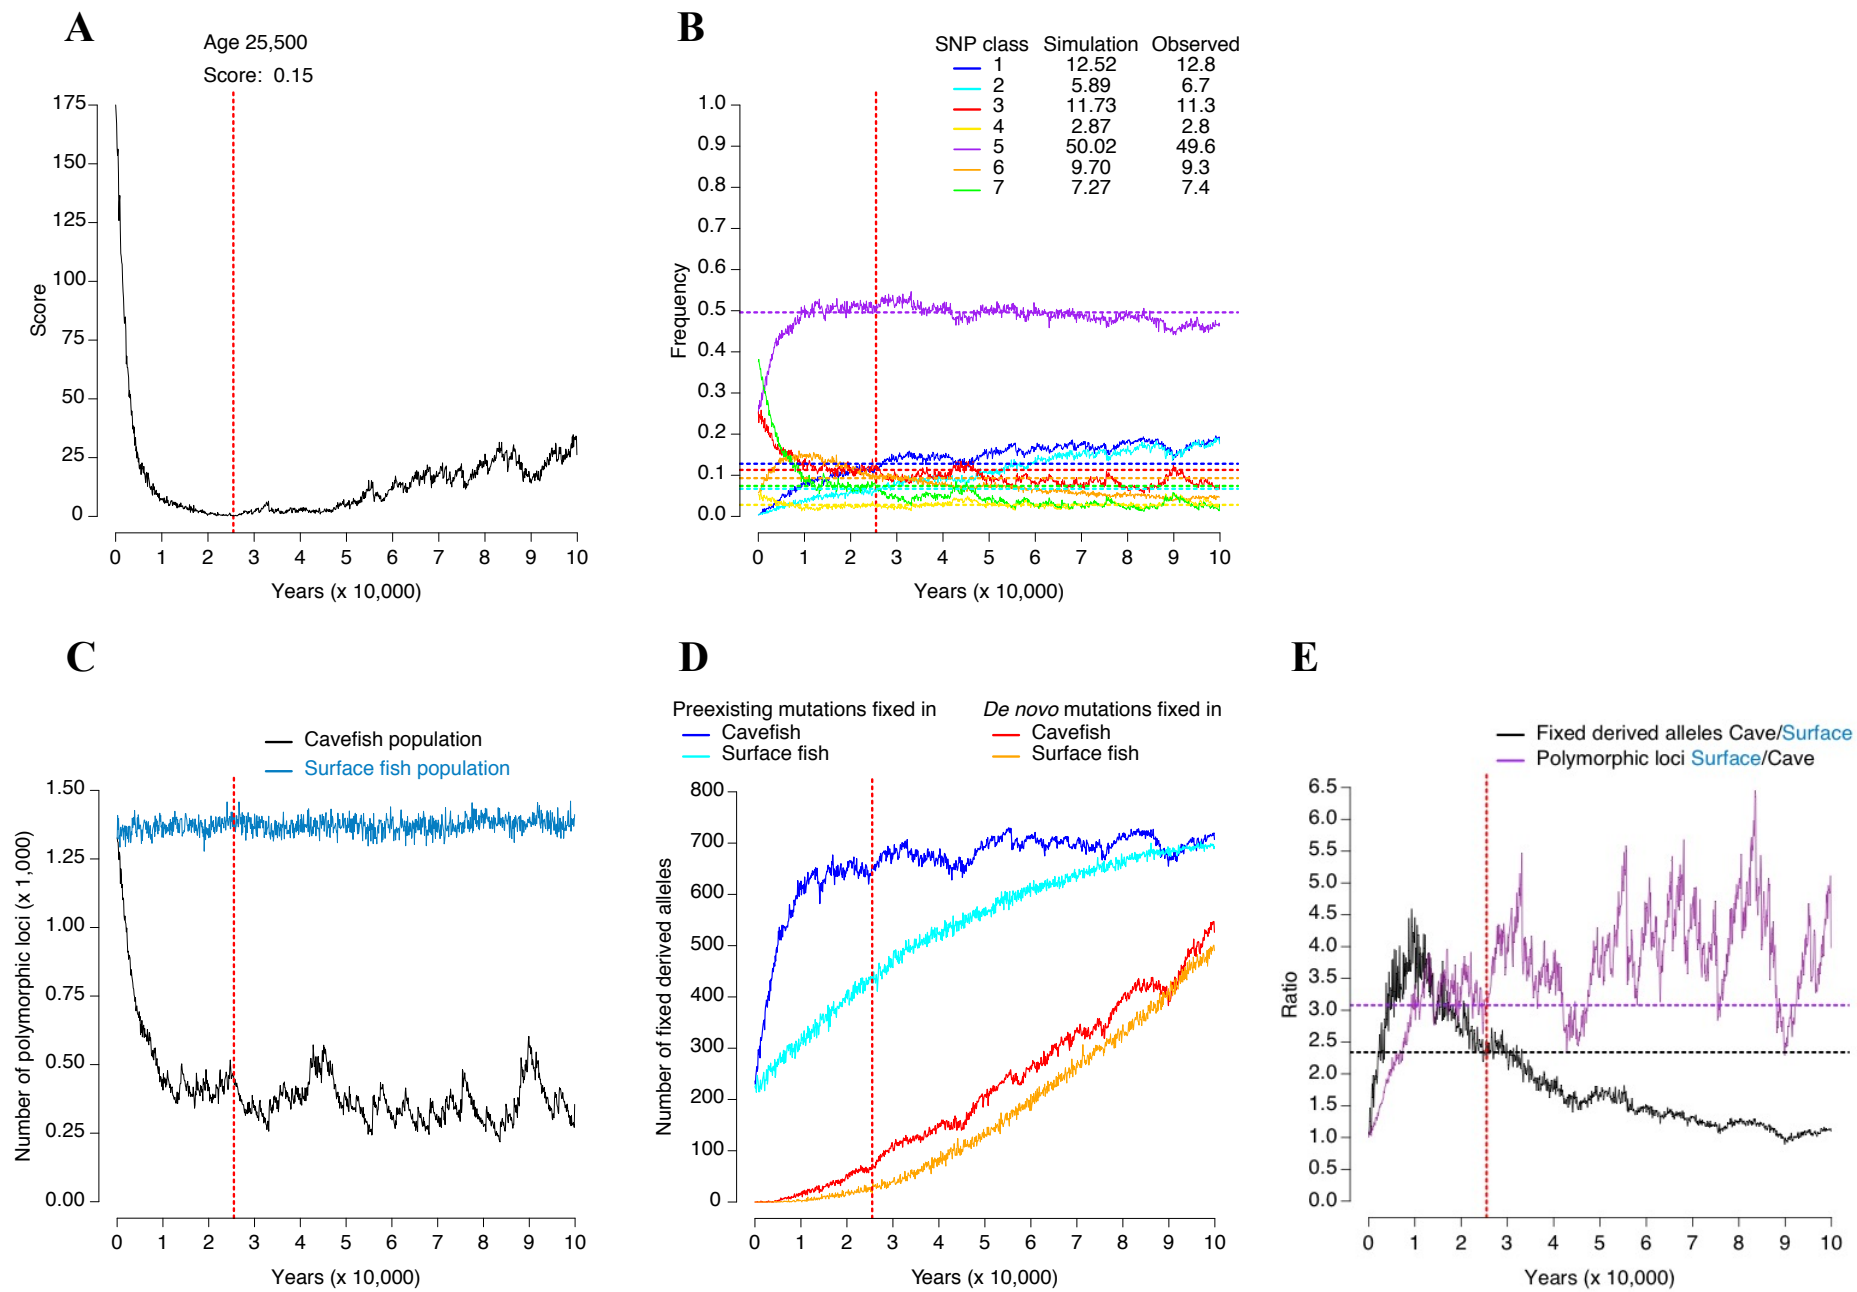 A
Age 25,500
Score: 0.15
175
150
125
100
75
50
25
0
Score
0 1 2 3 4 5 6 7 8 9 10
Years (x 10,000)
B
SNP class Simulation Observed
1 12.52 12.8
2 5.89 6.7
3 11.73 11.3
4 2.87 2.8
5 50.02 49.6
6 9.70 9.3
7 7.27 7.4
1.0
0.9
0.8
0.7
0.6
0.5
0.4
0.3
0.2
0.1
0.0
Frequency
0 1 2 3 4 5 6 7 8 9 10
Years (x 10,000)
C
Cavefish population
Surface fish population
1.50
1.25
1.00
0.75
0.50
0.25
0.00
Number of polymorphic loci (x 1,000)
0 1 2 3 4 5 6 7 8 9 10
Years (x 10,000)
D
Preexisting mutations fixed in
Cavefish
Surface fish
De novo mutations fixed in
Cavefish
Surface fish
800
700
600
500
400
300
200
100
0
Number of fixed derived alleles
0 1 2 3 4 5 6 7 8 9 10
Years (x 10,000)
E
Fixed derived alleles Cave/Surface
Polymorphic loci Surface/Cave
6.5
6.0
5.5
5.0
4.5
4.0
3.5
3.0
2.5
2.0
1.5
1.0
0.5
0.0
Ratio
0 1 2 3 4 5 6 7 8 9 10
Years (x 10,000)